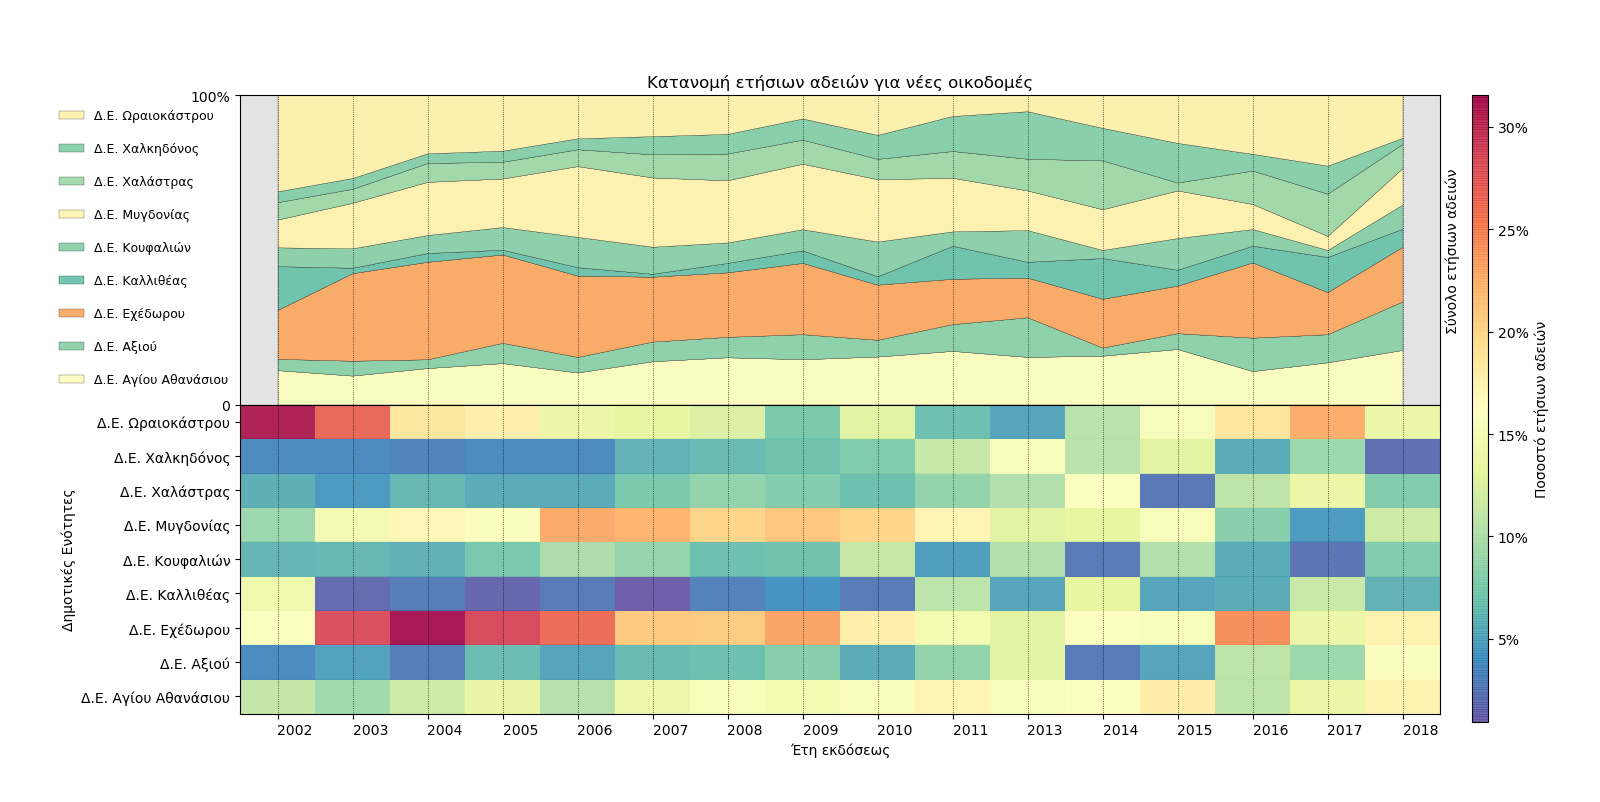 Κατανομή ετήσιων αδειών για νέες οικοδομές
100%
0
Δ.Ε. Ωραιοκάστρου
Δ.Ε. Χαλκηδόνος
Δ.Ε. Χαλάστρας
Δ.Ε. Μυγδονίας
Δ.Ε. Κουφαλιών
Δ.Ε. Καλλιθέας
Δ.Ε. Εχέδωρου
Δ.Ε. Αξιού
Δ.Ε. Αγίου Αθανάσιου
Σύνολο ετήσιων αδειών
Δημοτικές Ενότητες
Δ.Ε. Ωραιοκάστρου
Δ.Ε. Χαλκηδόνος
Δ.Ε. Χαλάστρας
Δ.Ε. Μυγδονίας
Δ.Ε. Κουφαλιών
Δ.Ε. Καλλιθέας
Δ.Ε. Εχέδωρου
Δ.Ε. Αξιού
Δ.Ε. Αγίου Αθανάσιου
2002 2003 2004 2005 2006 2007 2008 2009 2010 2011 2013 2014 2015 2016 2017 2018
Έτη εκδόσεως
30%
25%
20%
15%
10%
5%
Ποσοστό ετήσιων αδειών